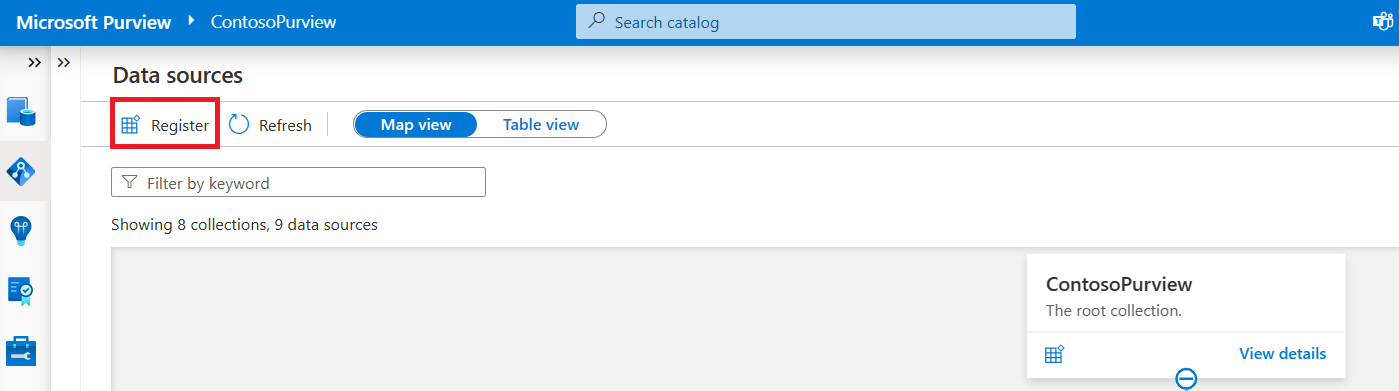 Microsoft Purview ContosoPurview Search catalog
Data sources
Register Refresh Map view Table view
Filter by keyword
Showing 8 collections, 9 data sources
ContosoPurview
The root collection.
View details